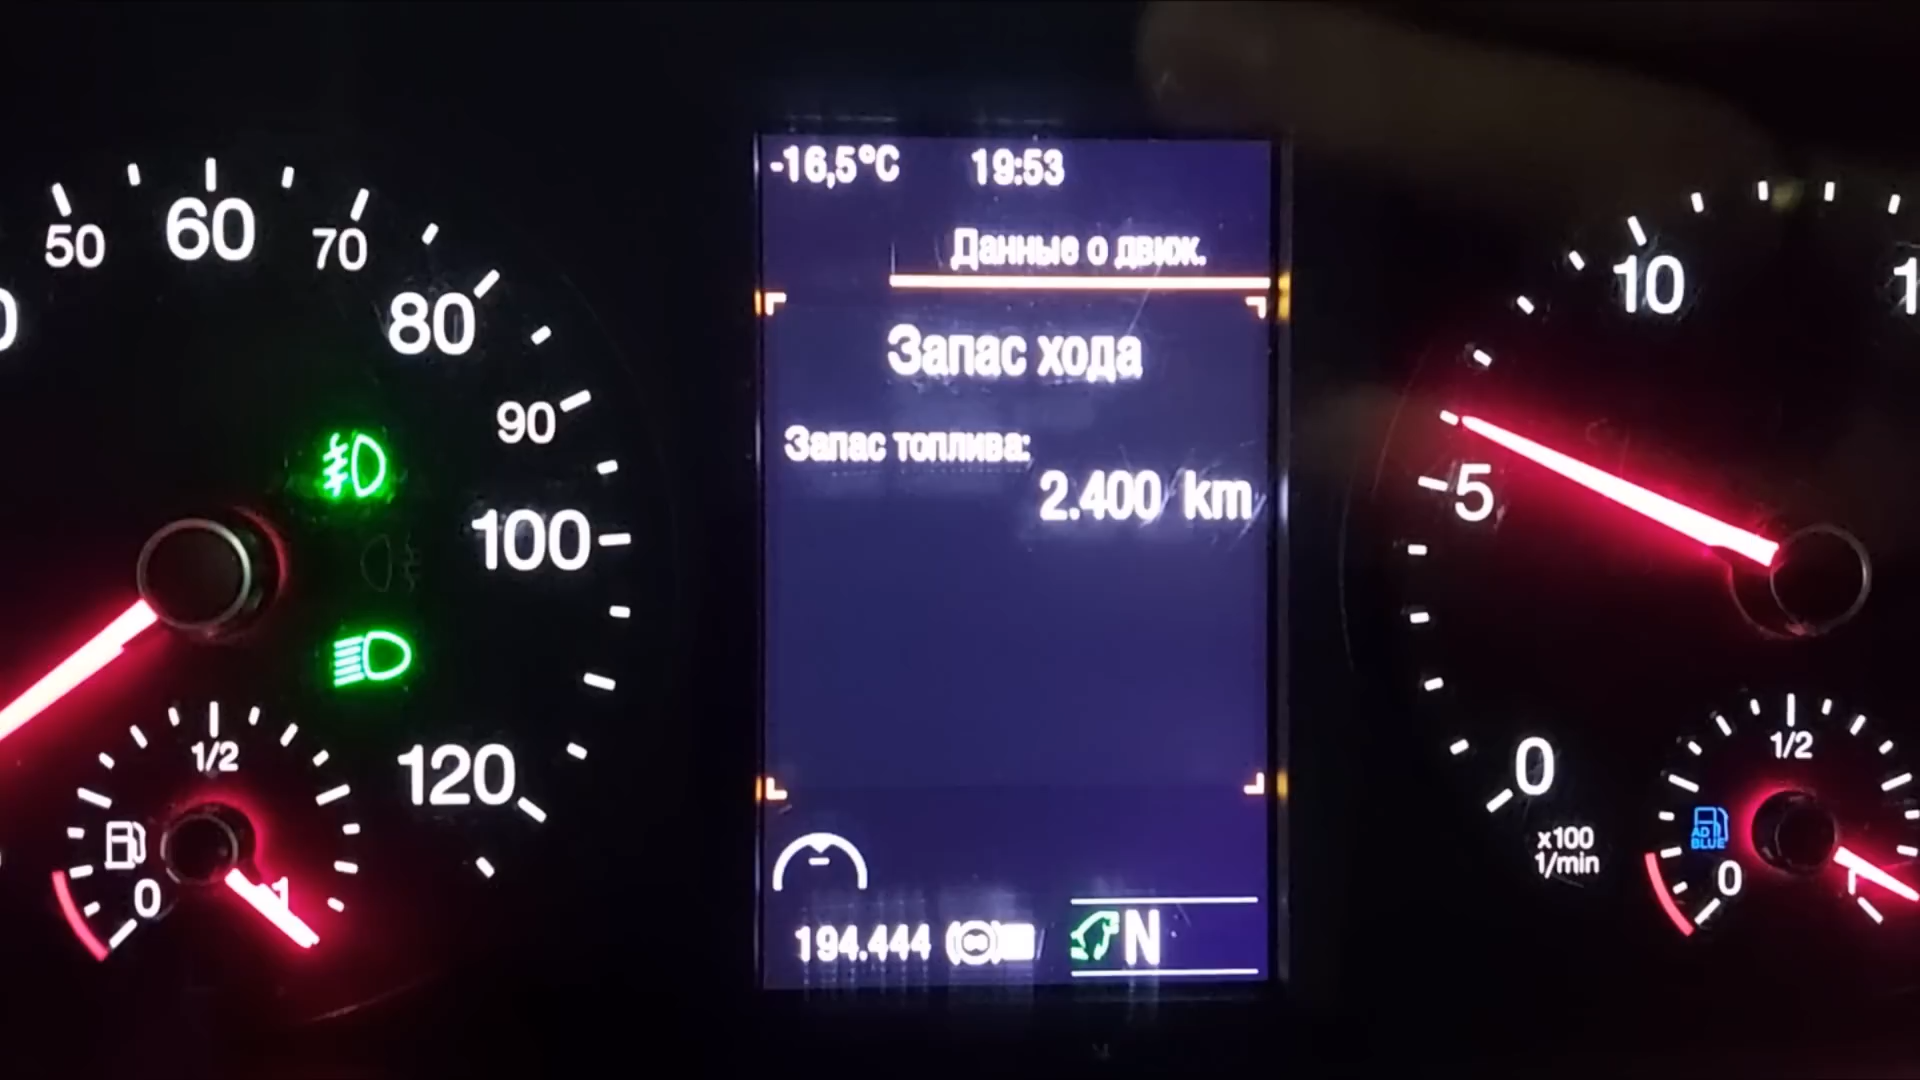 50
60
70
80
90
100
120
1/2
0
1
-16,5°C 19:53
Данные о движ.
Запас хода
Запас топлива:
2.400 km
194.444
N
10
5
0
x100
1/min
1/2
AD
BLUE
0